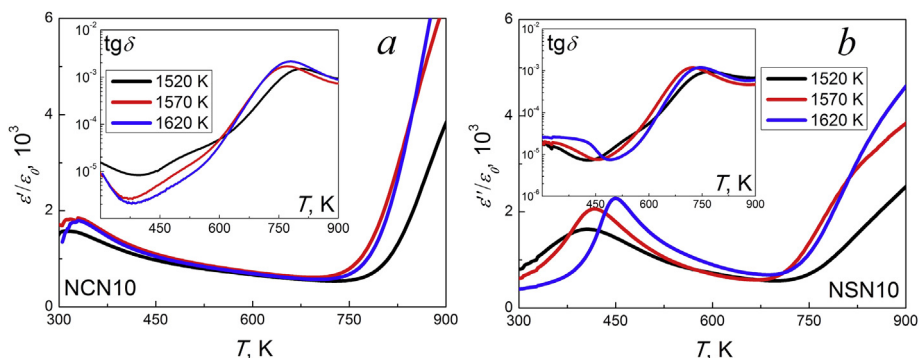 a
tgδ
10⁻²
10⁻³
10⁻⁴
10⁻⁵
1520 K
1570 K
1620 K
450 600 750 900
T, K
ε'/ε₀, 10³
6
4
2
0
NCN10
300 450 600 750 900
T, K
b
tgδ
10⁻²
10⁻³
10⁻⁴
10⁻⁵
10⁻⁶
1520 K
1570 K
1620 K
450 600 750 900
T, K
ε''/ε₀, 10³
6
4
2
0
NSN10
300 450 600 750 900
T, K